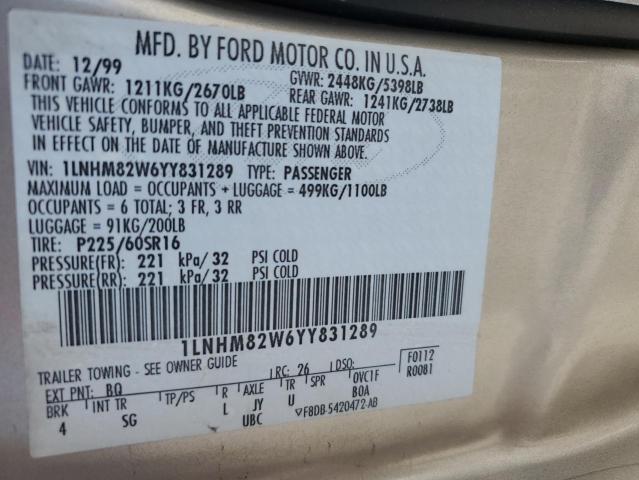 MFD. BY FORD MOTOR CO. IN U.S.A.
DATE: 12/99 GVWR: 2448KG/5398LB
FRONT GAWR: 1211KG/2670LB REAR GAWR: 1241KG/2738LB
THIS VEHICLE CONFORMS TO ALL APPLICABLE FEDERAL MOTOR
VEHICLE SAFETY, BUMPER, AND THEFT PREVENTION STANDARDS
IN EFFECT ON THE DATE OF MANUFACTURE SHOWN ABOVE.
VIN: 1LNHM82W6YY831289 TYPE: PASSENGER
MAXIMUM LOAD = OCCUPANTS + LUGGAGE = 499KG/1100LB
OCCUPANTS = 6 TOTAL; 3 FR, 3 RR
LUGGAGE = 91KG/200LB
TIRE: P225/60SR16
PRESSURE(FR): 221 kPa/ 32 PSI COLD
PRESSURE(RR): 221 kPa/ 32 PSI COLD
1LNHM82W6YY831289
TRAILER TOWING - SEE OWNER GUIDE
EXT PNT: BQ RC: 26 DSO: F0112
BRK INT TR TP/PS R AXLE TR SPR OVC1F R0081
4 SG L JY U BOA
UBC ▽F8DB-5420472-AB